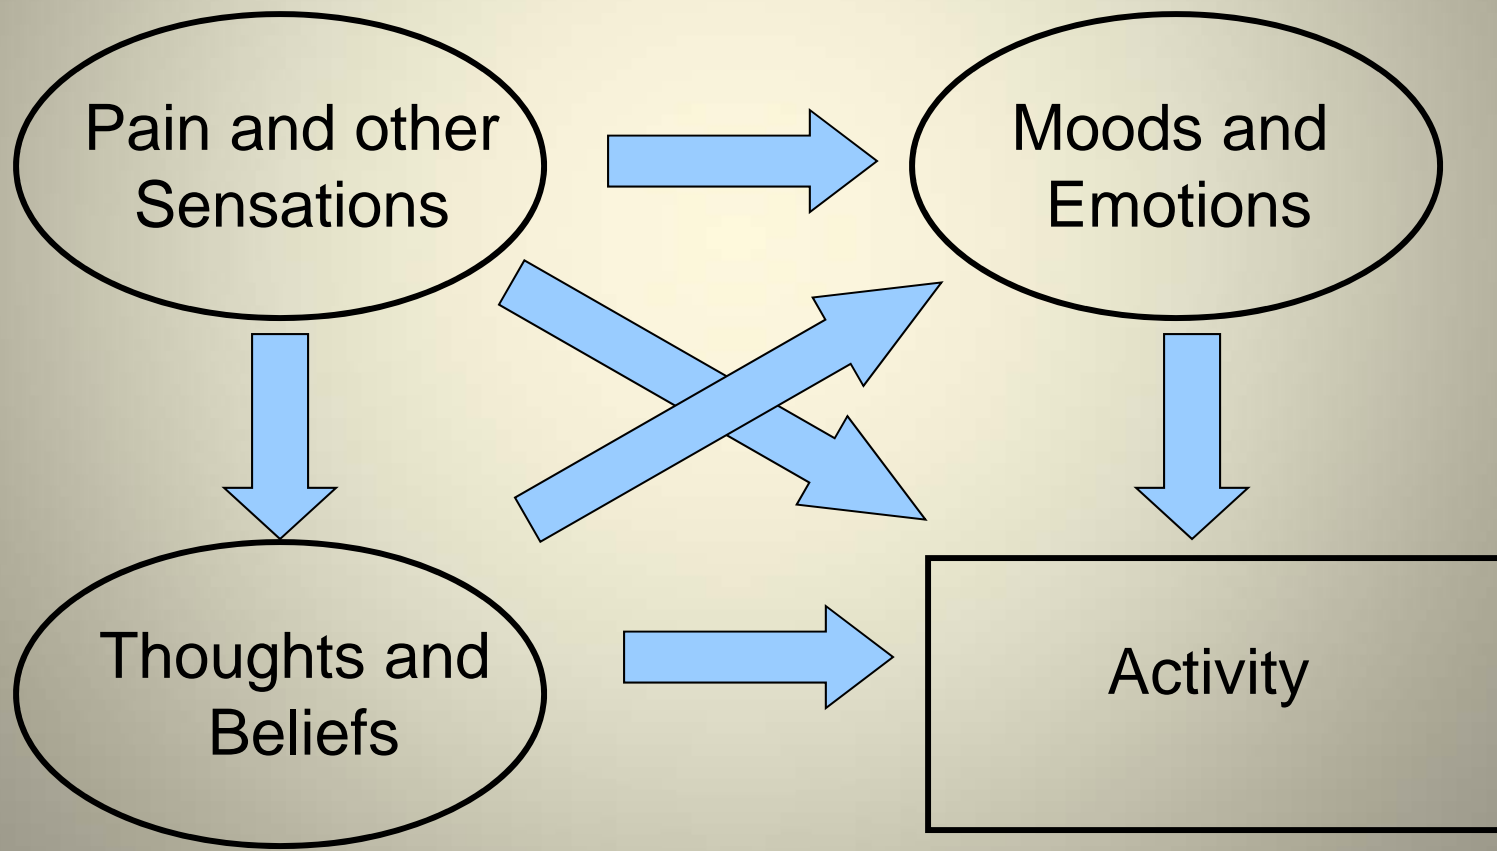 Pain and other
Sensations
Moods and
Emotions
Thoughts and
Beliefs
Activity